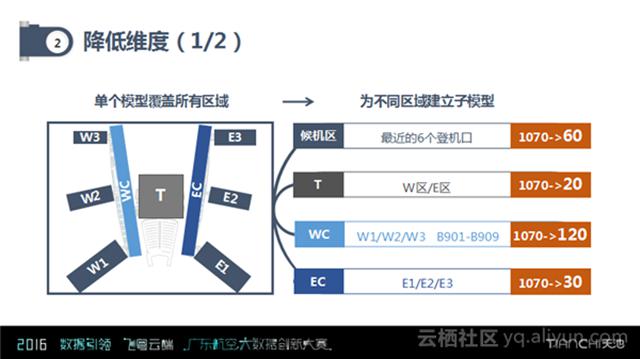 2
降低维度（1/2）
单个模型覆盖所有区域
为不同区域建立子模型
W3
E3
WC
T
EC
W2
E2
W1
E1
候机区 最近的6个登机口 1070->60
T W区/E区 1070->20
WC W1/W2/W3 B901-B909 1070->120
EC E1/E2/E3 1070->30
2016 数据引领 飞粤云端 广东航空大数据创新大赛
云栖社区 yq.aliyun.com
TIANCHI天池